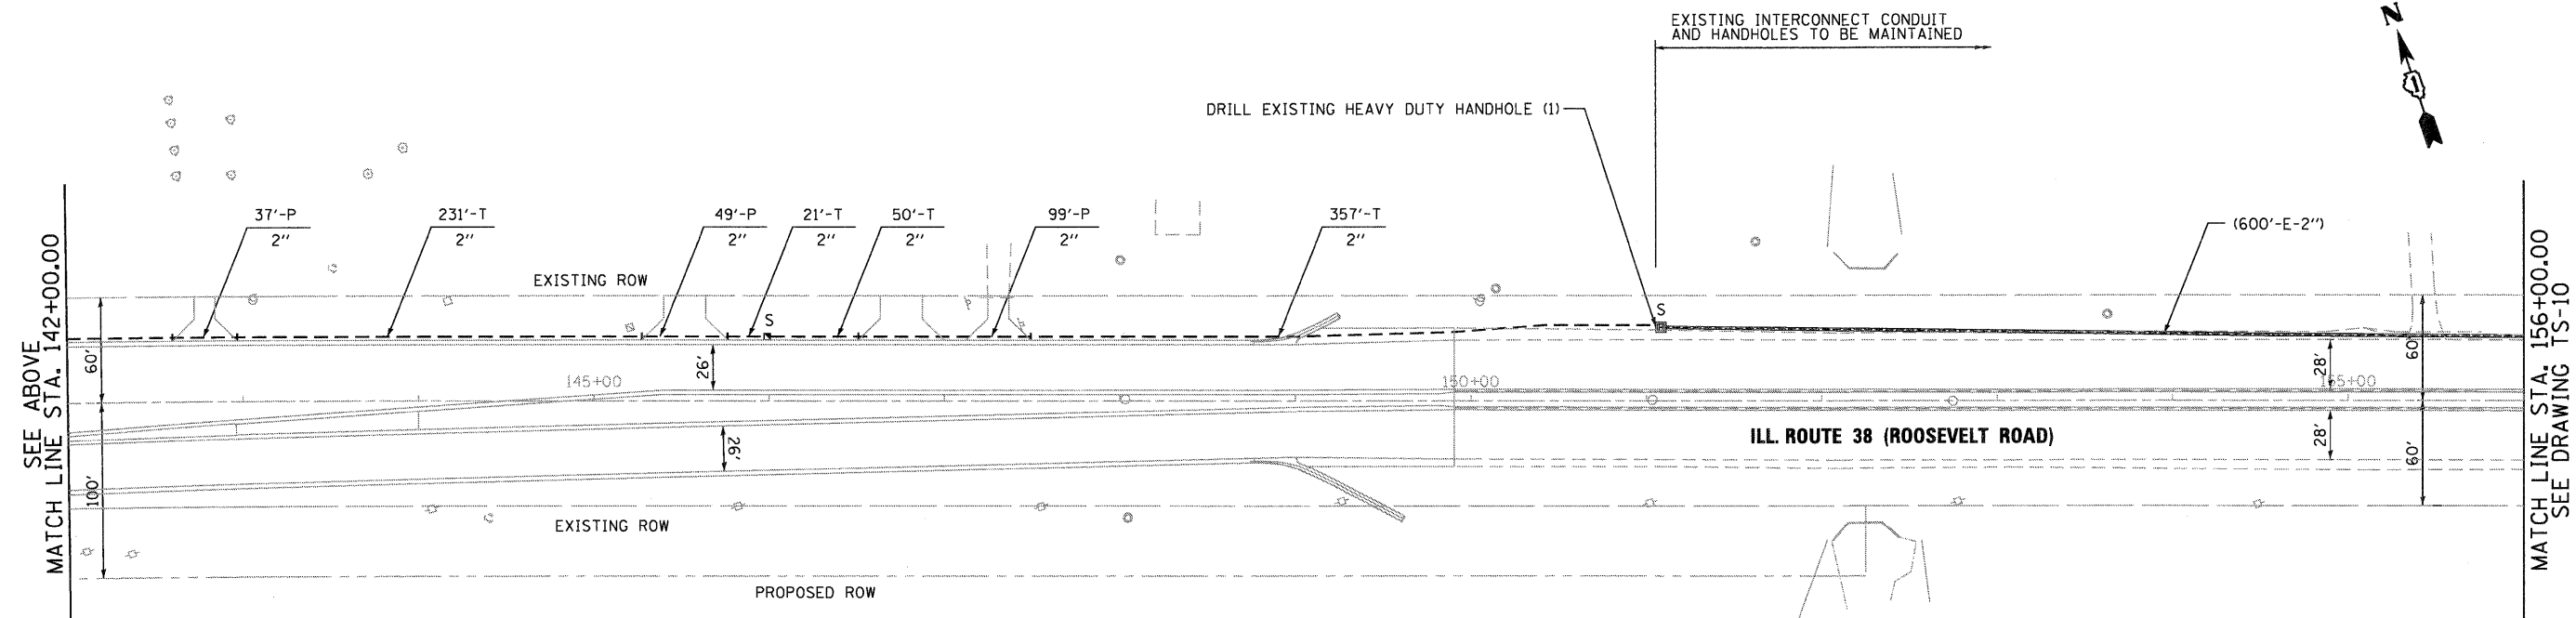 EXISTING INTERCONNECT CONDUIT
AND HANDHOLES TO BE MAINTAINED
N
DRILL EXISTING HEAVY DUTY HANDHOLE (1)
37'-P
2"
231'-T
2"
49'-P
2"
21'-T
2"
50'-T
2"
99'-P
2"
357'-T
2"
(600'-E-2")
EXISTING ROW
S
S
SEE ABOVE
MATCH LINE STA. 142+00.00
60'
100'
26'
26'
145+00
150+00
155+00
28'
28'
60'
60'
ILL. ROUTE 38 (ROOSEVELT ROAD)
EXISTING ROW
PROPOSED ROW
MATCH LINE STA. 156+00.00
SEE DRAWING TS-10